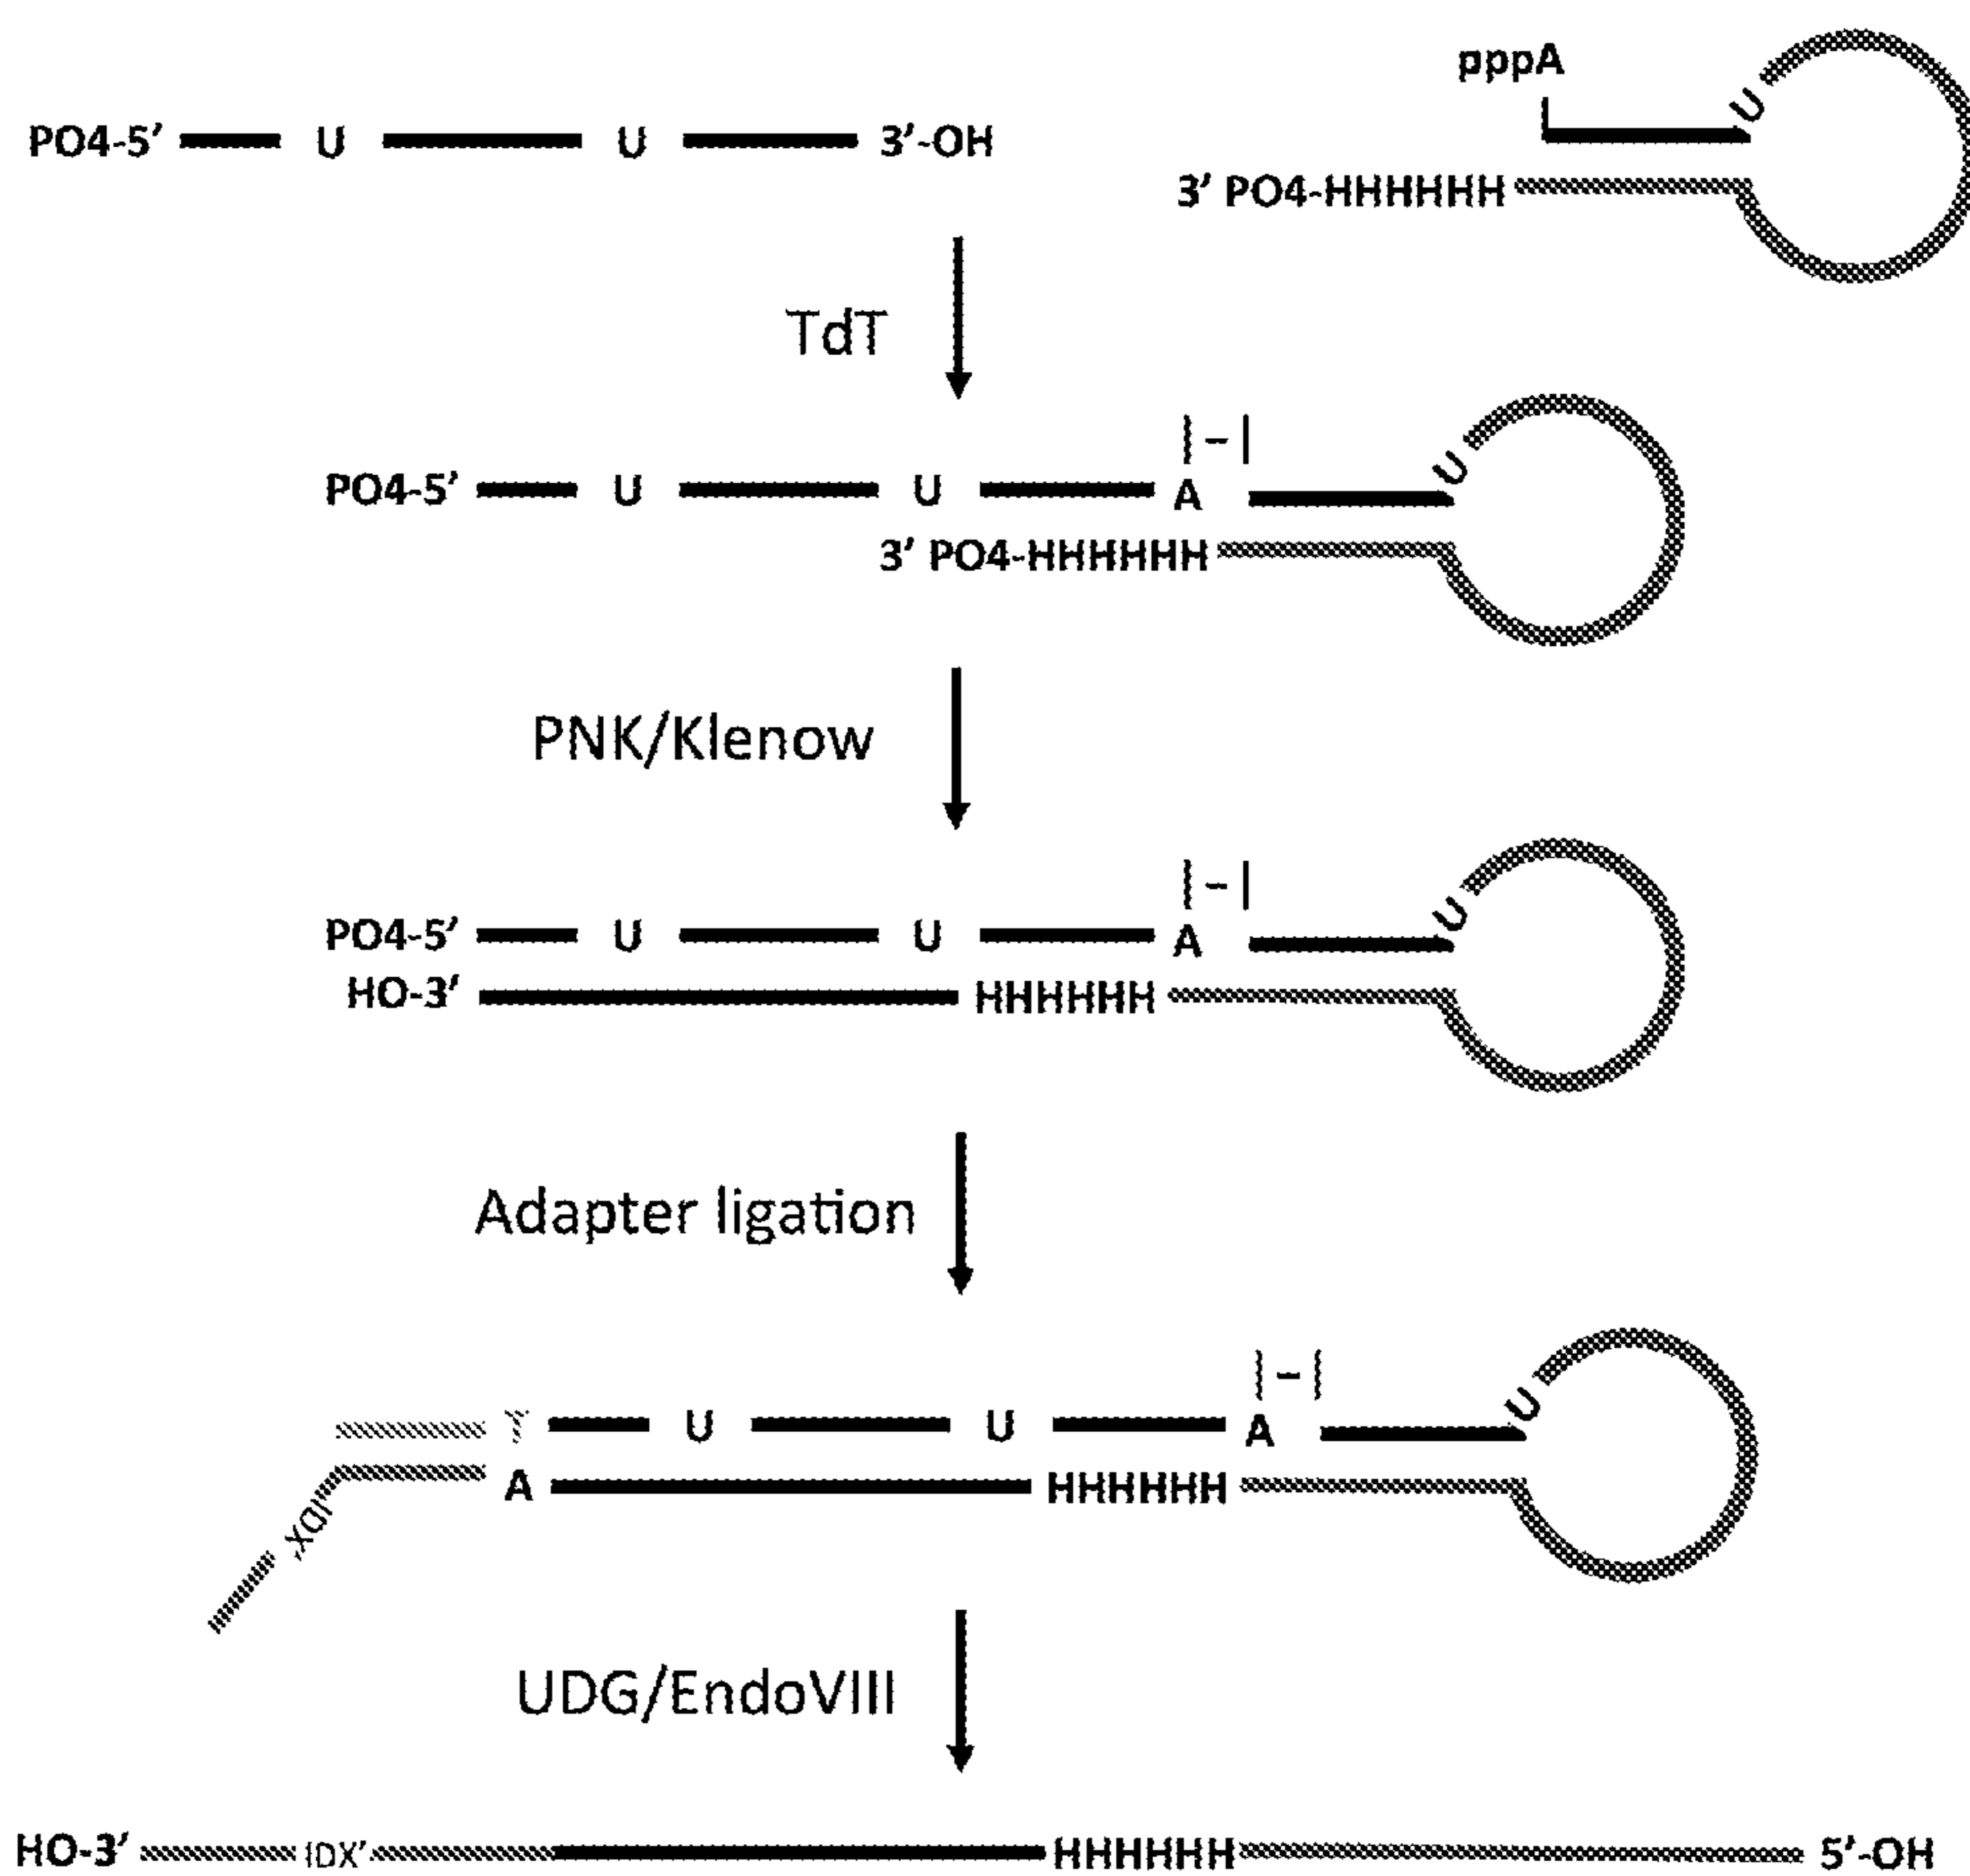 pppA
PO4-5' U U 3'-OH U
3' PO4-HHHHHH
TdT
PO4-5' U U A U
3' PO4-HHHHHH
PNK/Klenow
PO4-5' U U A U
HO-3' HHHHHH
Adapter ligation
T U U A U
A HHHHHH
IDX'
UDG/EndoVIII
HO-3' IDX' HHHHHH 5'-OH